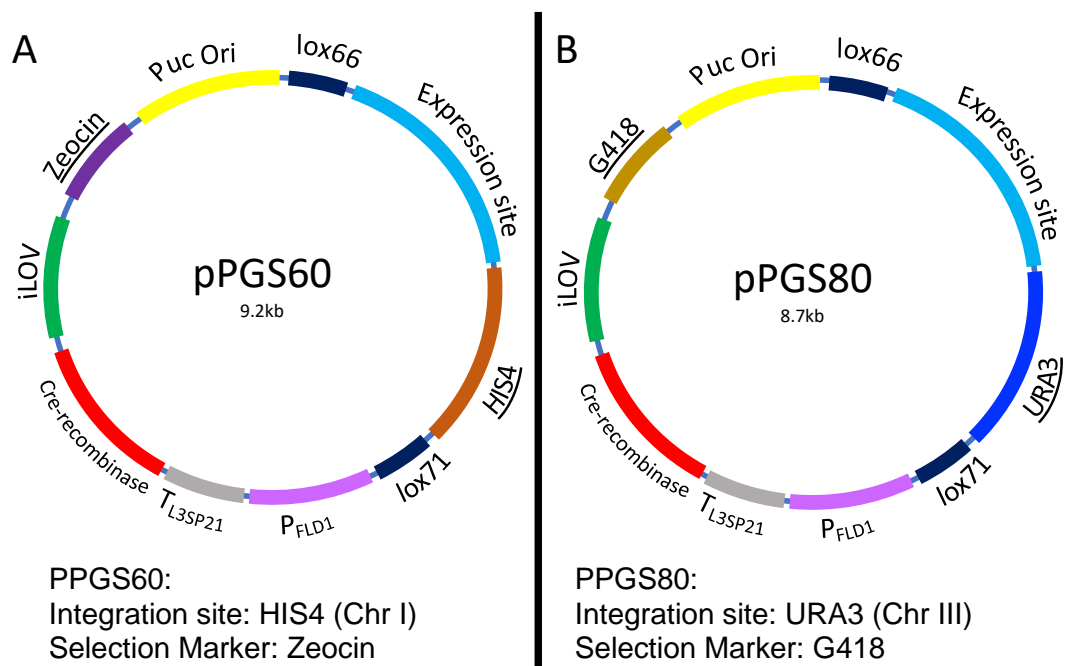 A
Puc Ori
lox66
Expression site
Zeocin
iLOV
pPGS60
9.2kb
HIS4
lox71
Cre-recombinase
TL3SP21
PFLD1
PPGS60:
Integration site: HIS4 (Chr I)
Selection Marker: Zeocin
B
Puc Ori
lox66
Expression site
G418
iLOV
pPGS80
8.7kb
URA3
lox71
Cre-recombinase
TL3SP21
PFLD1
PPGS80:
Integration site: URA3 (Chr III)
Selection Marker: G418